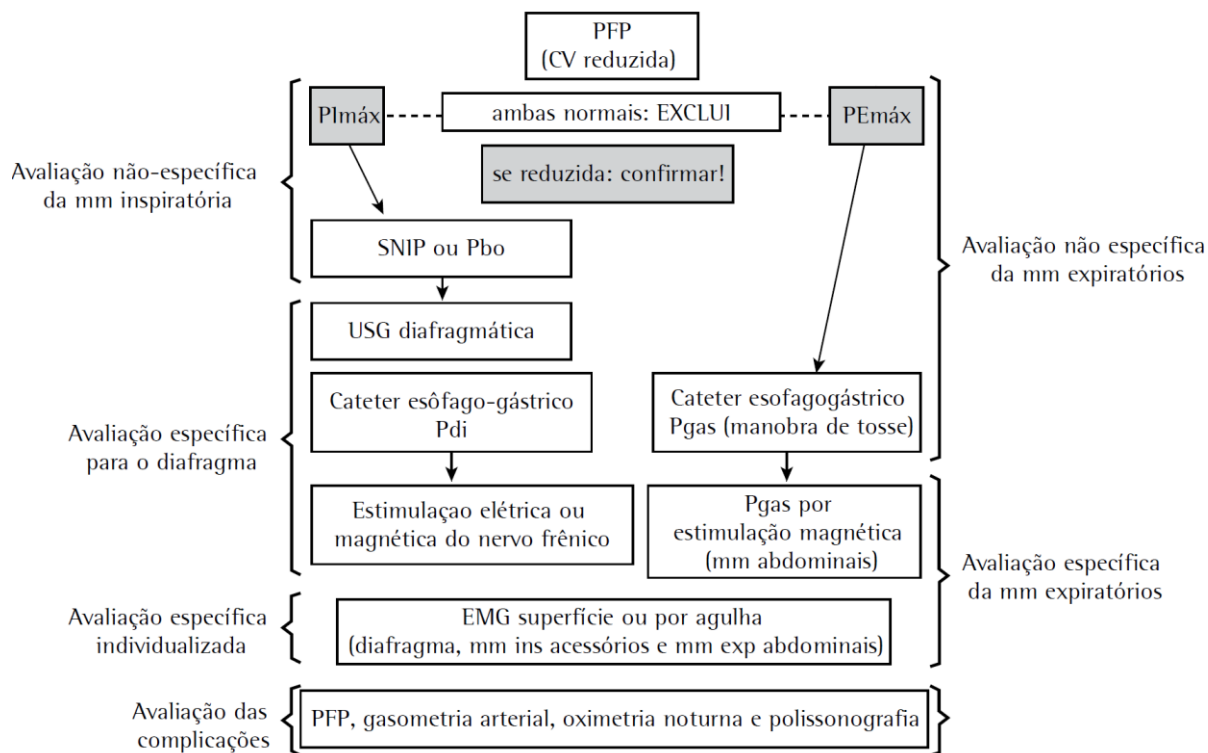 PFP
(CV reduzida)
PImáx
ambas normais: EXCLUI
PEmáx
se reduzida: confirmar!
Avaliação não-específica
da mm inspiratória
SNIP ou Pbo
Avaliação não específica
da mm expiratórios
USG diafragmática
Cateter esôfago-gástrico
Pdi
Cateter esofagogástrico
Pgas (manobra de tosse)
Avaliação específica
para o diafragma
Estimulaçao elétrica ou
magnética do nervo frênico
Pgas por
estimulação magnética
(mm abdominais)
Avaliação específica
da mm expiratórios
Avaliação específica
individualizada
EMG superfície ou por agulha
(diafragma, mm ins acessórios e mm exp abdominais)
Avaliação das
complicações
PFP, gasometria arterial, oximetria noturna e polissonografia